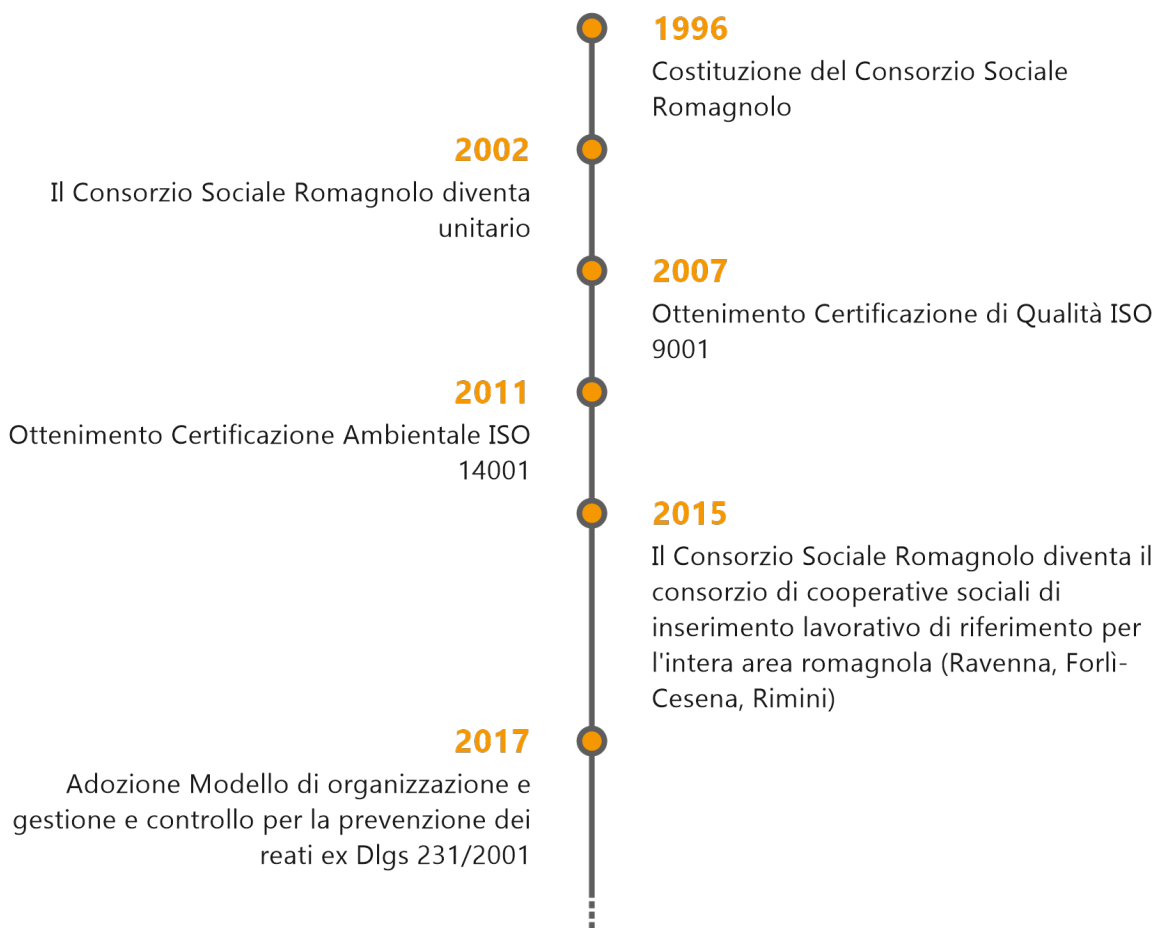 1996
Costituzione del Consorzio Sociale
Romagnolo
2002
Il Consorzio Sociale Romagnolo diventa
unitario
2007
Ottenimento Certificazione di Qualità ISO
9001
2011
Ottenimento Certificazione Ambientale ISO
14001
2015
Il Consorzio Sociale Romagnolo diventa il
consorzio di cooperative sociali di
inserimento lavorativo di riferimento per
l'intera area romagnola (Ravenna, Forlì-
Cesena, Rimini)
2017
Adozione Modello di organizzazione e
gestione e controllo per la prevenzione dei
reati ex Dlgs 231/2001